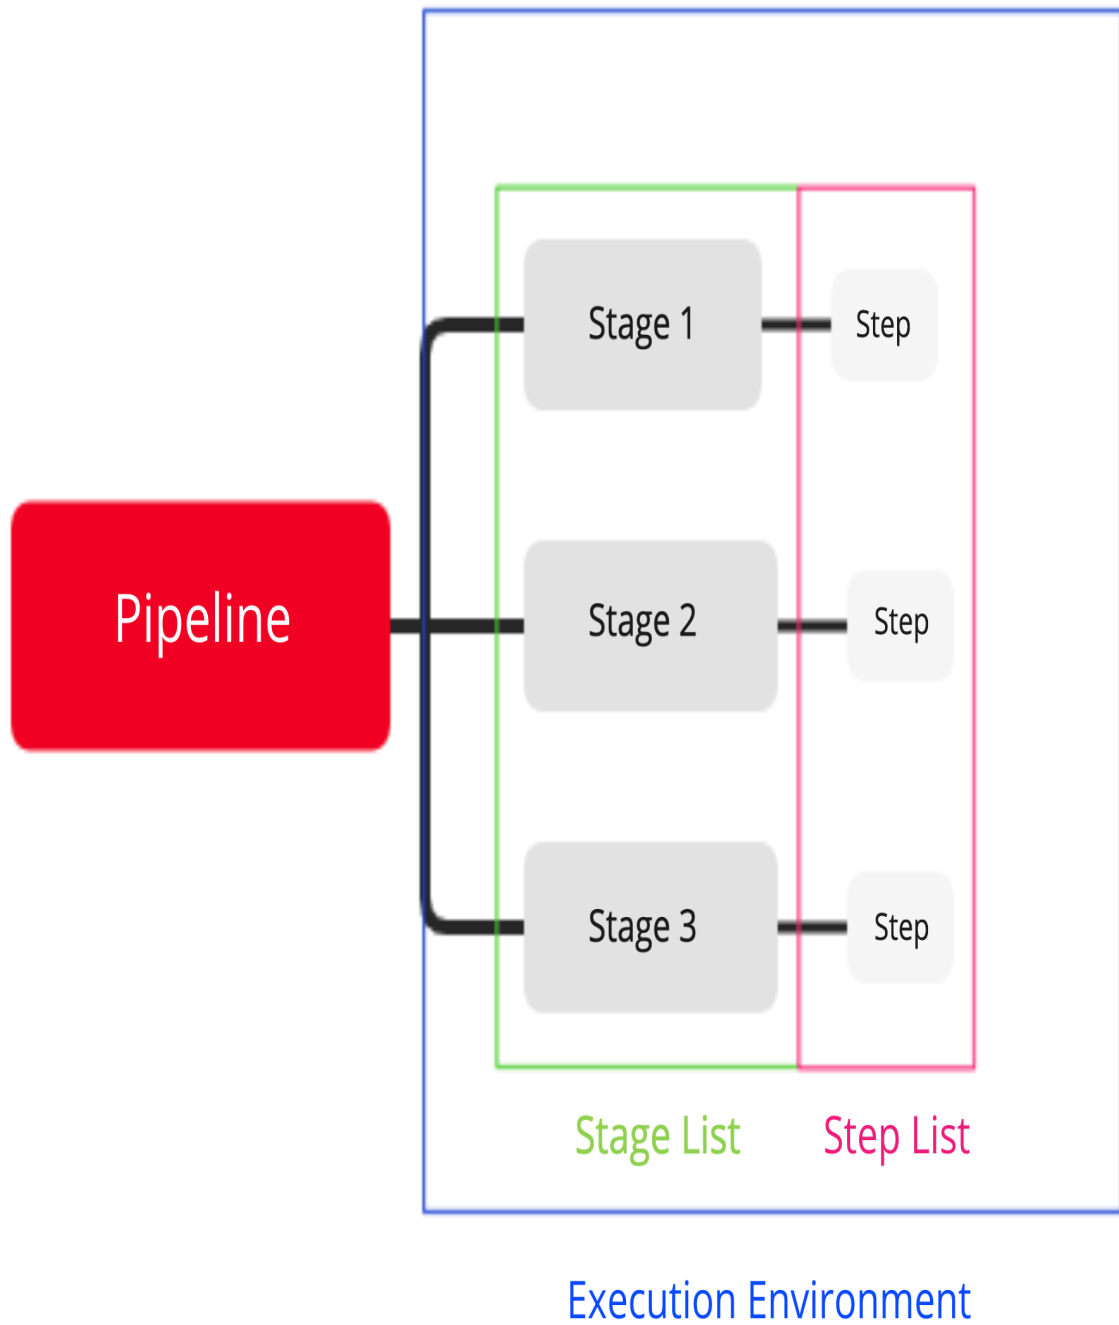 Pipeline
Stage 1
Step
Stage 2
Step
Stage 3
Step
Stage List
Step List
Execution Environment